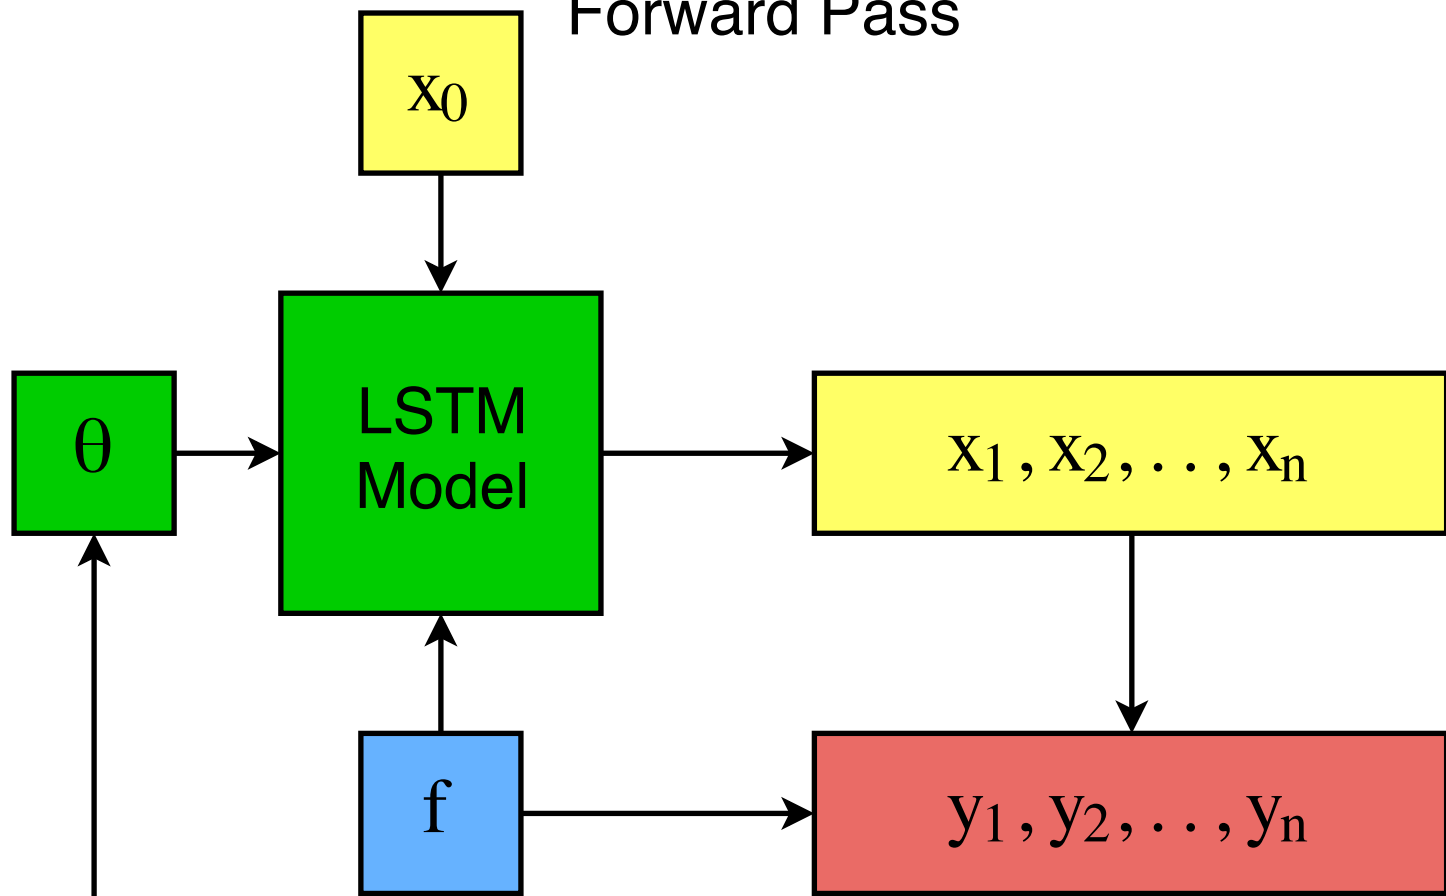 Forward Pass
x₀
LSTM
Model
θ
x₁, x₂, . . , xₙ
f
y₁, y₂, . . , yₙ